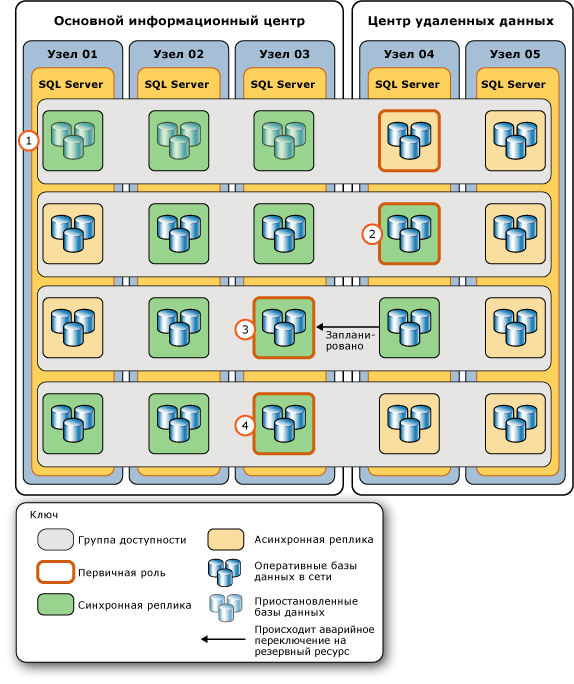 Основной информационный центр
Центр удаленных данных
Узел 01
Узел 02
Узел 03
Узел 04
Узел 05
SQL Server
SQL Server
SQL Server
SQL Server
SQL Server
1
2
3
Заплани-
ровано
4
Ключ
Группа доступности
Первичная роль
Синхронная реплика
Асинхронная реплика
Оперативные базы
данных в сети
Приостановленные
базы данных
Происходит аварийное
переключение на
резервный ресурс